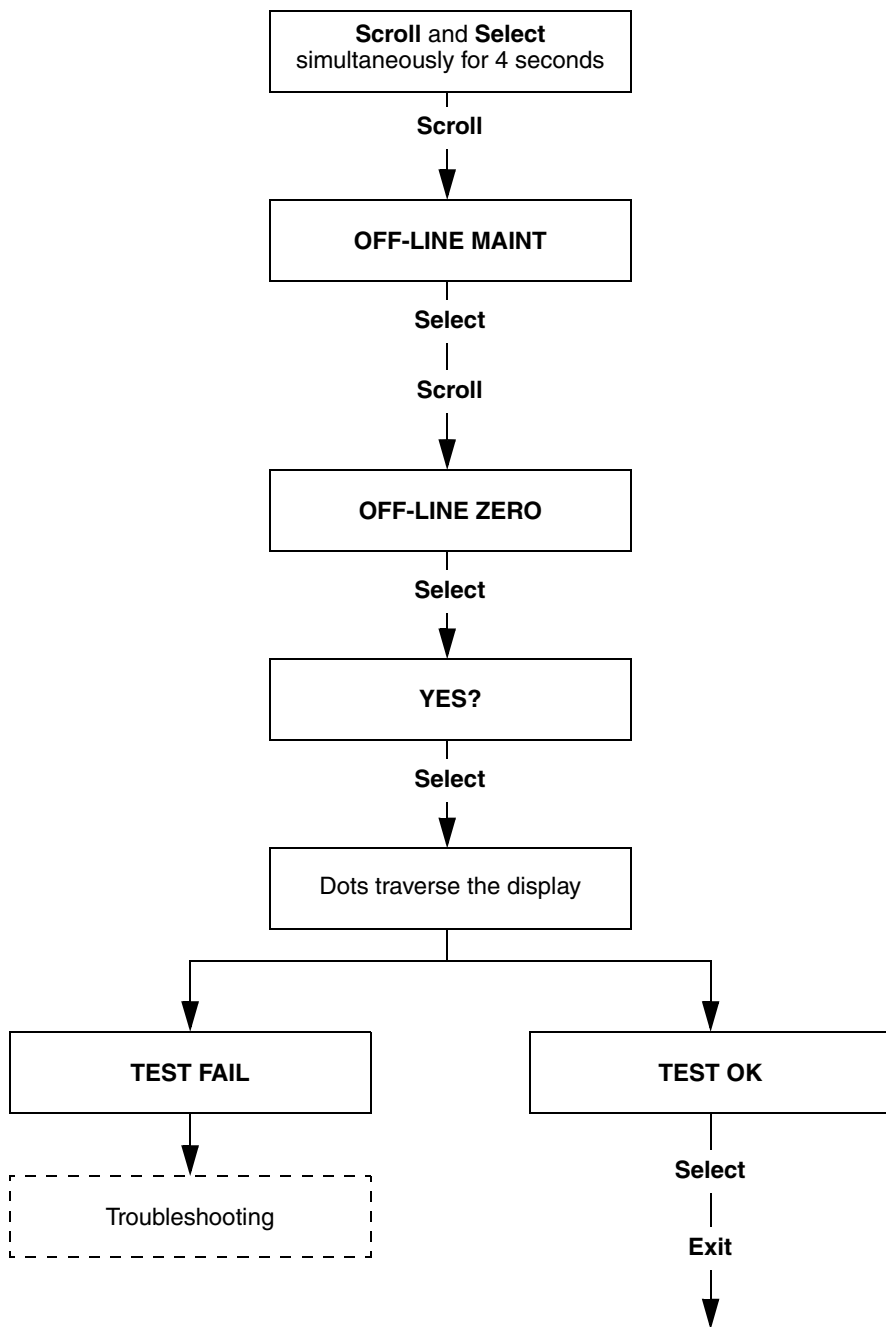 Scroll and Select
simultaneously for 4 seconds
Scroll
OFF-LINE MAINT
Select
Scroll
OFF-LINE ZERO
Select
YES?
Select
Dots traverse the display
TEST FAIL
TEST OK
Troubleshooting
Select
Exit